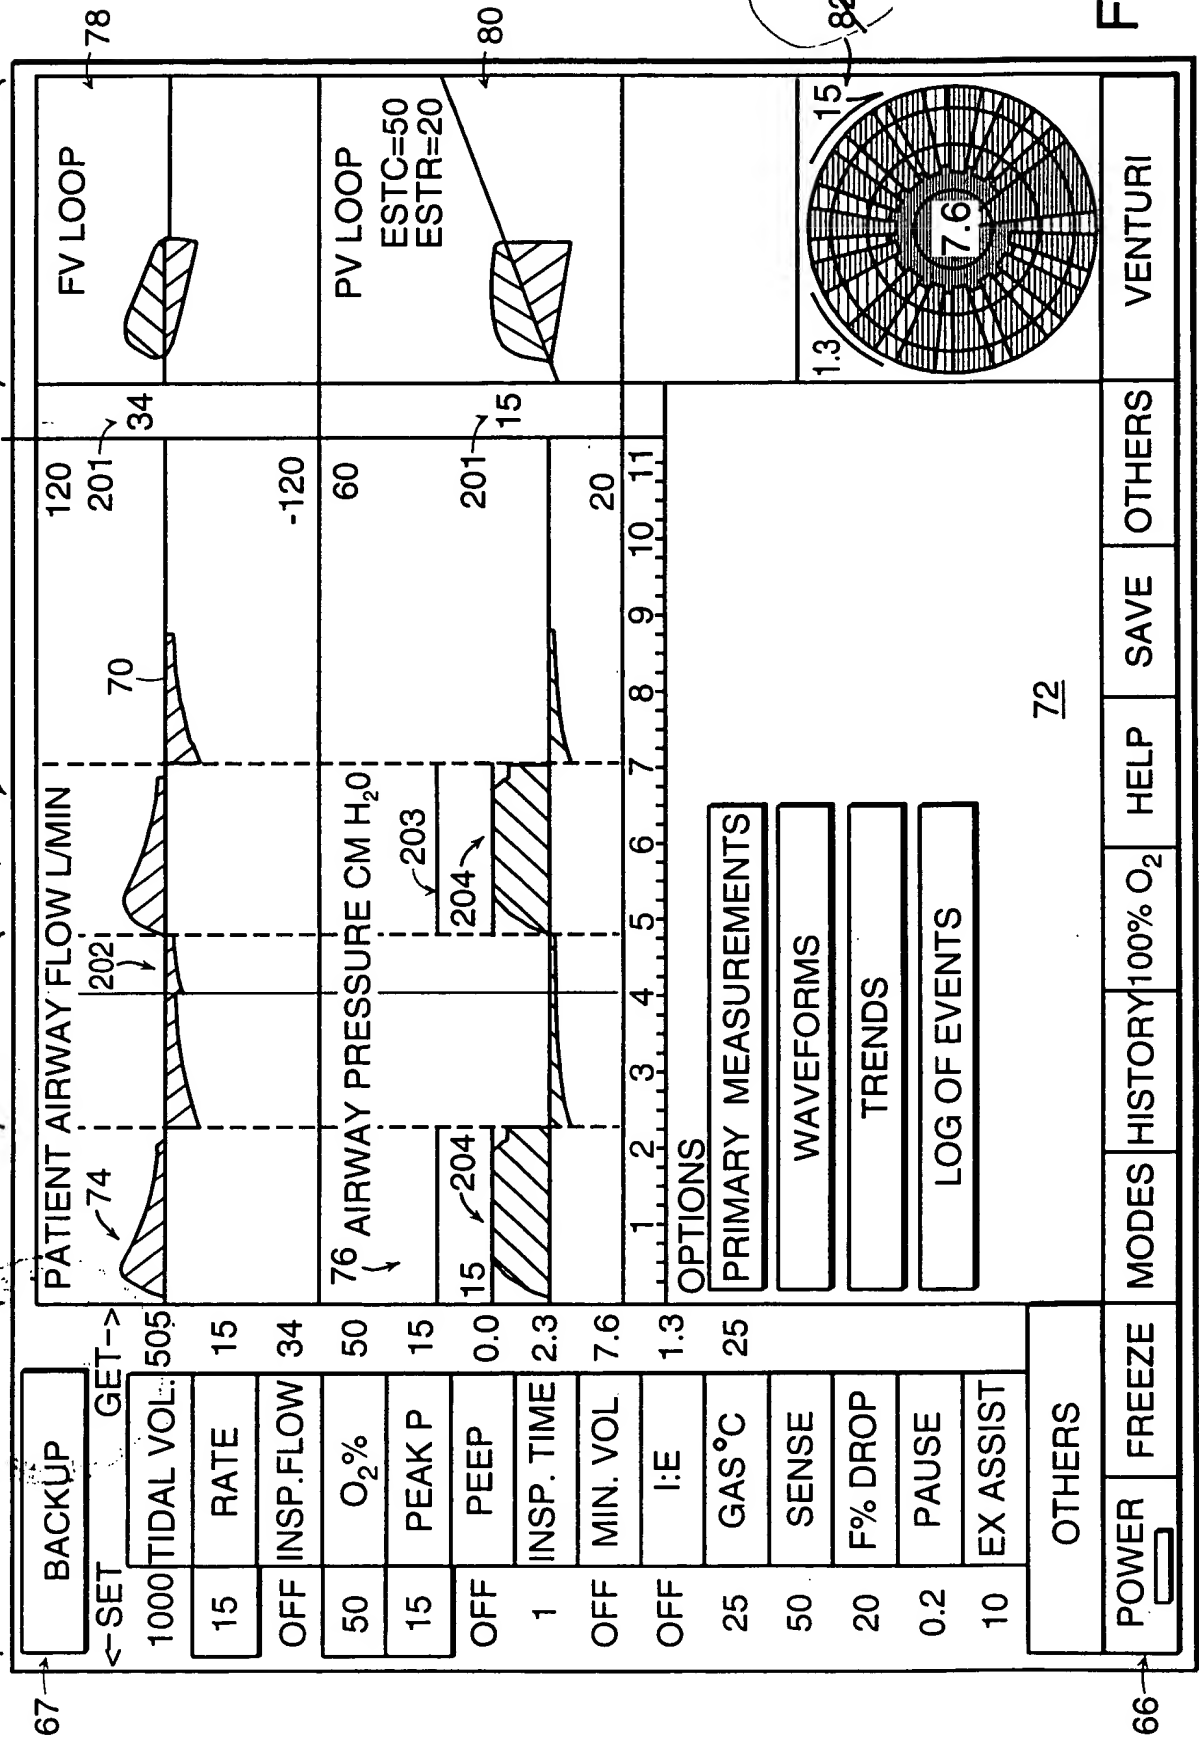 67
BACKUP
<-SET GET->
1000 TIDAL VOL. 505
15 RATE 15
OFF INSP.FLOW 34
50 O2% 50
15 PEAK P 15
OFF PEEP 0.0
1 INSP. TIME 2.3
OFF MIN. VOL 7.6
OFF I:E 1.3
25 GAS°C 25
50 SENSE
20 F% DROP
0.2 PAUSE
10 EX ASSIST
OTHERS
PATIENT AIRWAY FLOW L/MIN
74
202
70
120
201
34
-120
76 AIRWAY PRESSURE CM H2O
60
203
15
204
204
201
15
20
1 2 3 4 5 6 7 8 9 10 11
FV LOOP
78
PV LOOP
ESTC=50
ESTR=20
80
OPTIONS
PRIMARY MEASUREMENTS
WAVEFORMS
TRENDS
LOG OF EVENTS
72
1.3
15
7.6
82
66
POWER FREEZE MODES HISTORY 100% O2 HELP SAVE OTHERS VENTURI
F